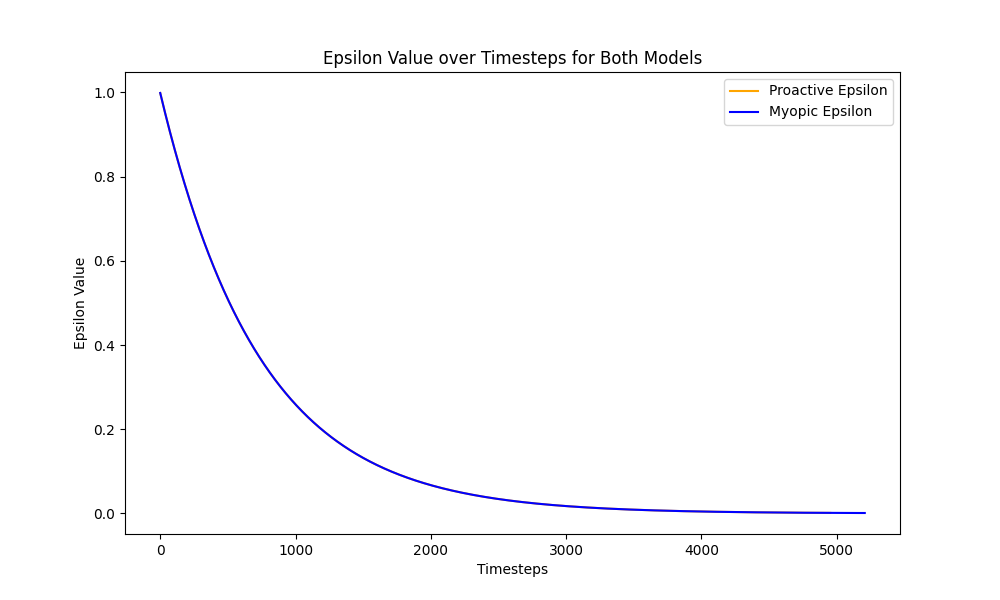 Epsilon Value over Timesteps for Both Models
Proactive Epsilon
Myopic Epsilon
Epsilon Value
1.0
0.8
0.6
0.4
0.2
0.0
0 1000 2000 3000 4000 5000
Timesteps